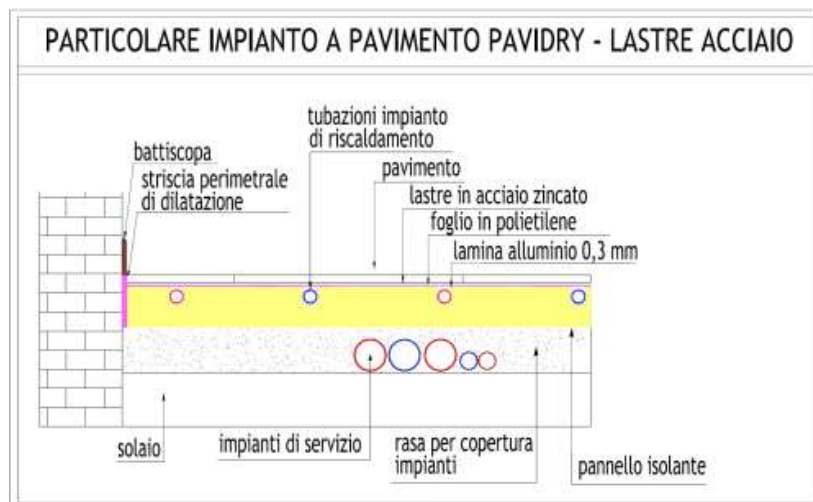 PARTICOLARE IMPIANTO A PAVIMENTO PAVIDRY - LASTRE ACCIAIO
tubazioni impianto
di riscaldamento
battiscopa
pavimento
striscia perimetrale
di dilatazione
lastre in acciaio zincato
foglio in polietilene
lamina alluminio 0,3 mm
solaio
impianti di servizio
rasa per copertura
impianti
pannello isolante